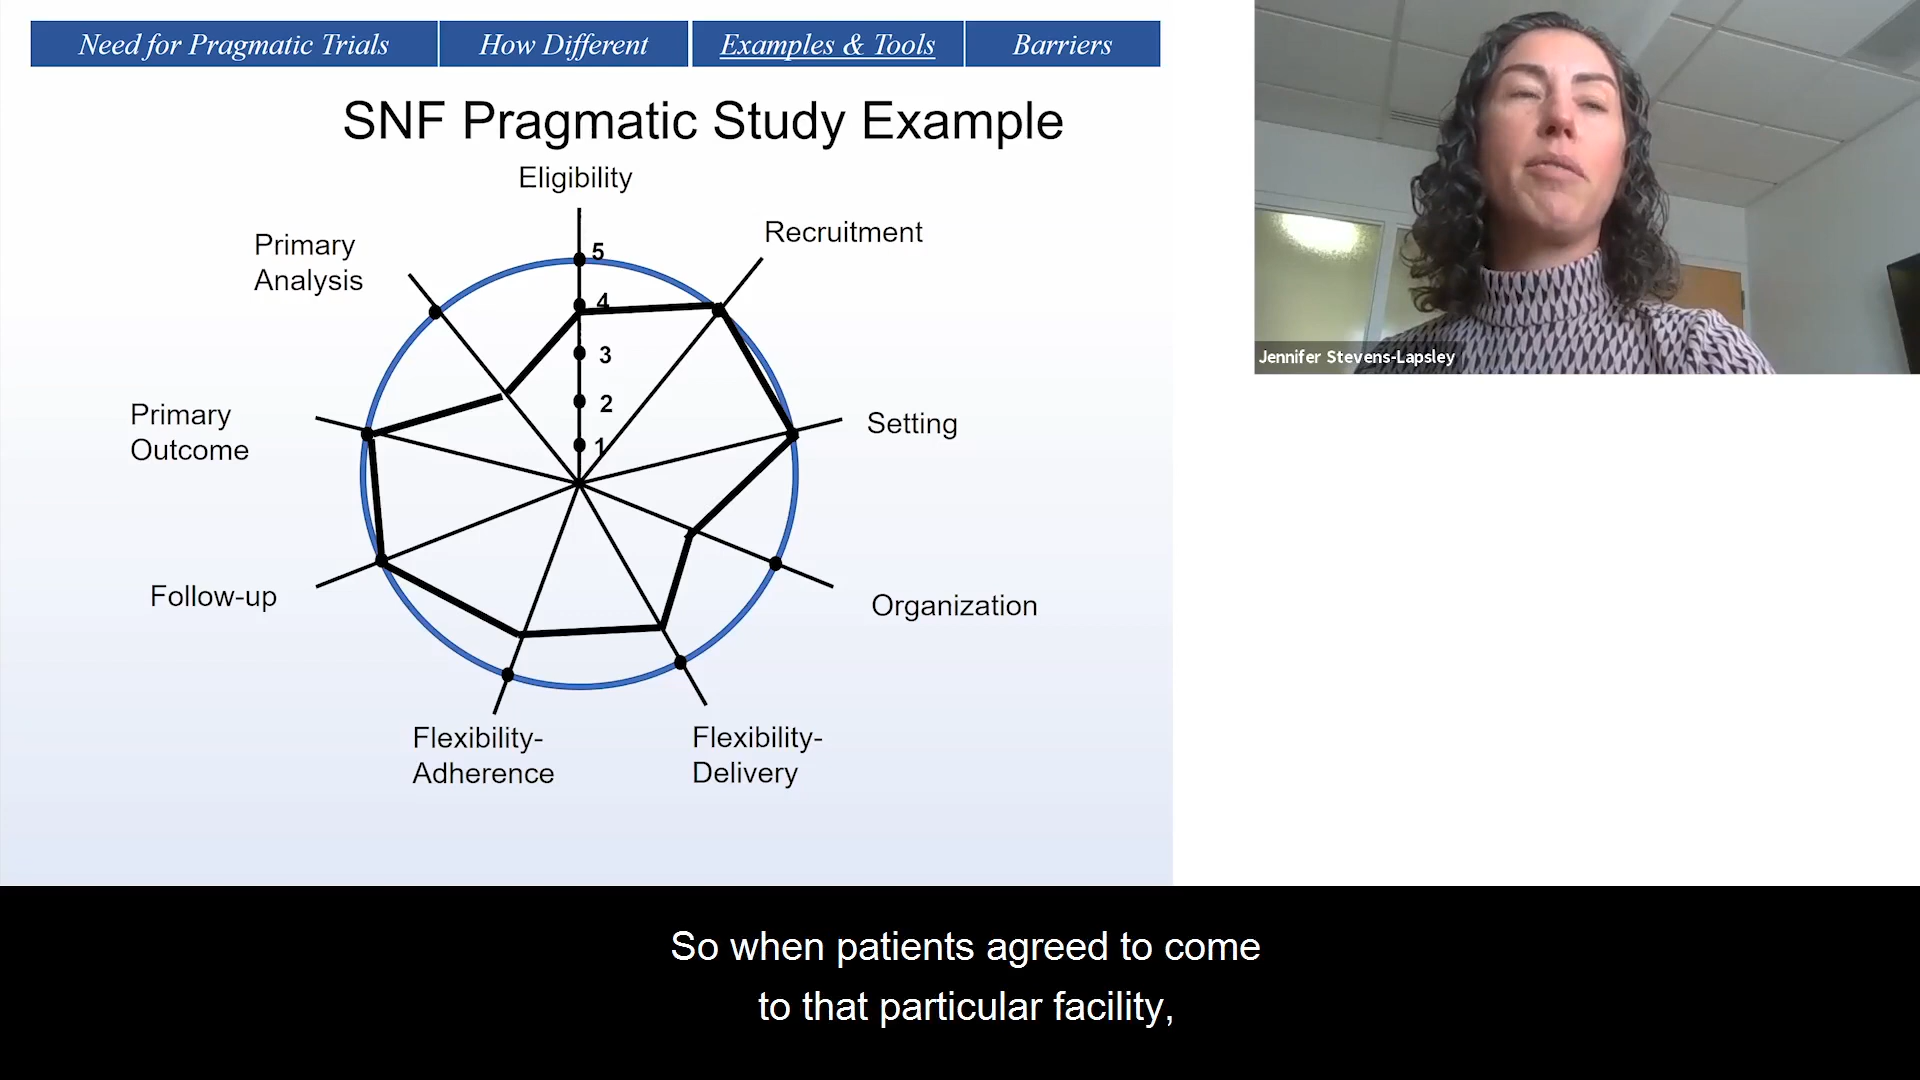 Need for Pragmatic Trials
How Different
Examples & Tools
Barriers
SNF Pragmatic Study Example
Eligibility
Recruitment
Primary
Analysis
5
4
3
2
1
Primary
Outcome
Setting
Follow-up
Organization
Flexibility-
Adherence
Flexibility-
Delivery
Jennifer Stevens-Lapsley
So when patients agreed to come
to that particular facility,